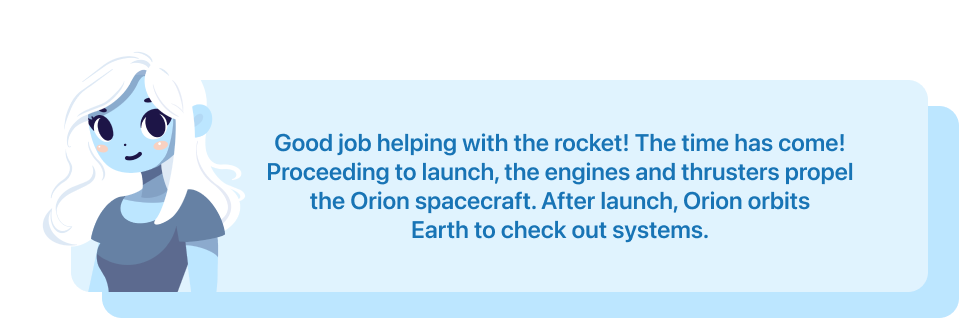 Good job helping with the rocket! The time has come!
Proceeding to launch, the engines and thrusters propel
the Orion spacecraft. After launch, Orion orbits
Earth to check out systems.